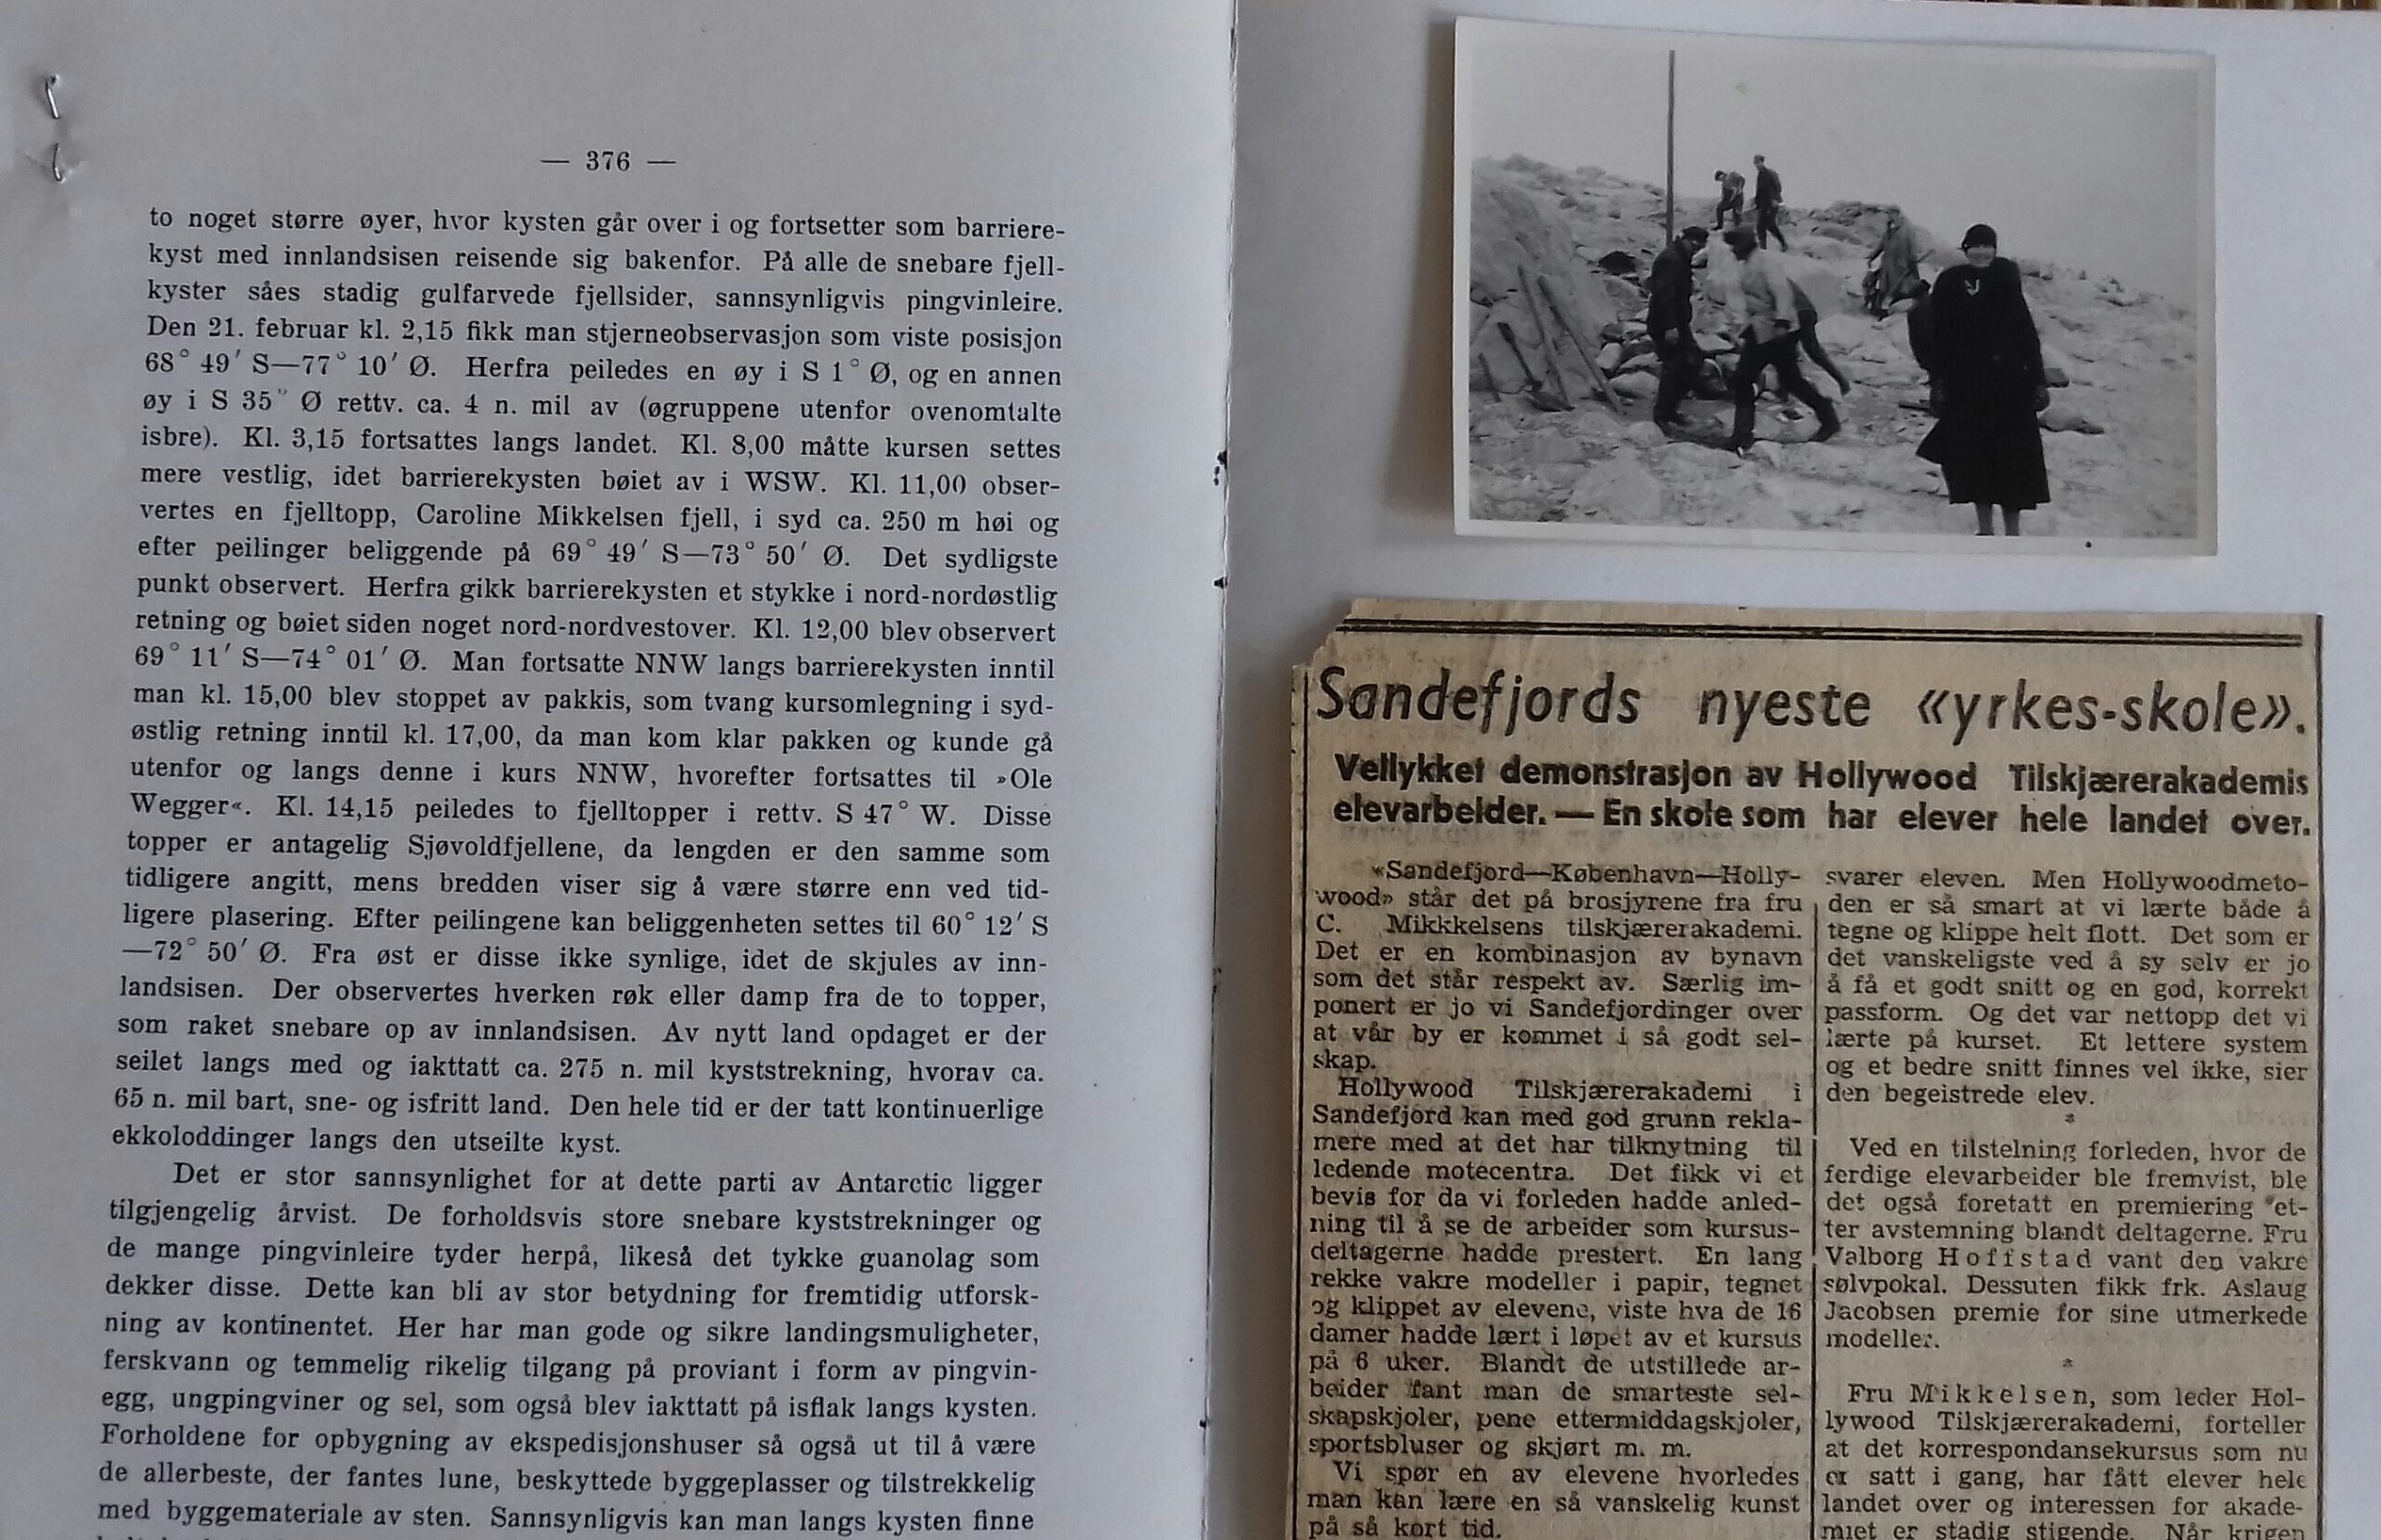 — 376 —
to noget større øyer, hvor kysten går over i og fortsetter som barriere-
kyst med innlandsisen reisende sig bakenfor. På alle de snebare fjell-
kyster såes stadig gulfarvede fjellsider, sannsynligvis pingvinleire.
Den 21. februar kl. 2,15 fikk man stjerneobservasjon som viste posisjon
68° 49′ S—77° 10′ Ø. Herfra peiledes en øy i S 1° Ø, og en annen
øy i S 35° Ø rettv. ca. 4 n. mil av (øgruppene utenfor ovenomtalte
isbre). Kl. 3,15 fortsattes langs landet. Kl. 8,00 måtte kursen settes
mere vestlig, idet barrierekysten bøiet av i WSW. Kl. 11,00 obser-
vertes en fjelltopp, Caroline Mikkelsen fjell, i syd ca. 250 m høi og
efter peilinger beliggende på 69° 49′ S—73° 50′ Ø. Det sydligste
punkt observert. Herfra gikk barrierekysten et stykke i nord-nordøstlig
retning og bøiet siden noget nord-nordvestover. Kl. 12,00 blev observert
69° 11′ S—74° 01′ Ø. Man fortsatte NNW langs barrierekysten inntil
man kl. 15,00 blev stoppet av pakkis, som tvang kursomlegning i syd-
østlig retning inntil kl. 17,00, da man kom klar pakken og kunde gå
utenfor og langs denne i kurs NNW, hvorefter fortsattes til »Ole
Wegger«. Kl. 14,15 peiledes to fjelltopper i rettv. S 47° W. Disse
topper er antagelig Sjøvoldfjellene, da lengden er den samme som
tidligere angitt, mens bredden viser sig å være større enn ved tid-
ligere plasering. Efter peilingene kan beliggenheten settes til 60° 12′ S
—72° 50′ Ø. Fra øst er disse ikke synlige, idet de skjules av inn-
landsisen. Der observertes hverken røk eller damp fra de to topper,
som raket snebare op av innlandsisen. Av nytt land opdaget er der
seilet langs med og iakttatt ca. 275 n. mil kyststrekning, hvorav ca.
65 n. mil bart, sne- og isfritt land. Den hele tid er der tatt kontinuerlige
ekkoloddinger langs den utseilte kyst.
Det er stor sannsynlighet for at dette parti av Antarctic ligger
tilgjengelig årvist. De forholdsvis store snebare kyststrekninger og
de mange pingvinleire tyder herpå, likeså det tykke guanolag som
dekker disse. Dette kan bli av stor betydning for fremtidig utforsk-
ning av kontinentet. Her har man gode og sikre landingsmuligheter,
ferskvann og temmelig rikelig tilgang på proviant i form av pingvin-
egg, ungpingviner og sel, som også blev iakttatt på isflak langs kysten.
Forholdene for opbygning av ekspedisjonshuser så også ut til å være
de allerbeste, der fantes lune, beskyttede byggeplasser og tilstrekkelig
med byggemateriale av sten. Sannsynligvis kan man langs kysten finne
Sandefjords nyeste «yrkes-skole».
Vellykket demonstrasjon av Hollywood Tilskjærerakademis
elevarbeider. — En skole som har elever hele landet over.
«Sandefjord—København—Holly-
wood» står det på brosjyrene fra fru
C. Mikkkelsens tilskjærerakademi.
Det er en kombinasjon av bynavn
som det står respekt av. Særlig im-
ponert er jo vi Sandefjordinger over
at vår by er kommet i så godt sel-
skap.
Hollywood Tilskjærerakademi i
Sandefjord kan med god grunn rekla-
mere med at det har tilknytning til
ledende motecentra. Det fikk vi et
bevis for da vi forleden hadde anled-
ning til å se de arbeider som kursus-
deltagerne hadde prestert. En lang
rekke vakre modeller i papir, tegnet
og klippet av elevene, viste hva de 16
damer hadde lært i løpet av et kursus
på 6 uker. Blandt de utstillede ar-
beider fant man de smarteste sel-
skapskjoler, pene ettermiddagskjoler,
sportsbluser og skjørt m. m.
Vi spør en av elevene hvorledes
man kan lære en så vanskelig kunst
på så kort tid.
svarer eleven. Men Hollywoodmeto-
den er så smart at vi lærte både å
tegne og klippe helt flott. Det som er
det vanskeligste ved å sy selv er jo
å få et godt snitt og en god, korrekt
passform. Og det var nettopp det vi
lærte på kurset. Et lettere system
og et bedre snitt finnes vel ikke, sier
den begeistrede elev.
*
Ved en tilstelning forleden, hvor de
ferdige elevarbeider ble fremvist, ble
det også foretatt en premiering et-
ter avstemning blandt deltagerne. Fru
Valborg Hoffstad vant den vakre
sølvpokal. Dessuten fikk frk. Aslaug
Jacobsen premie for sine utmerkede
modeller.
*
Fru Mikkelsen, som leder Hol-
lywood Tilskjærerakademi, forteller
at det korrespondansekursus som nu
er satt i gang, har fått elever hele
landet over og interessen for akade-
miet er stadig stigende. Når krigen